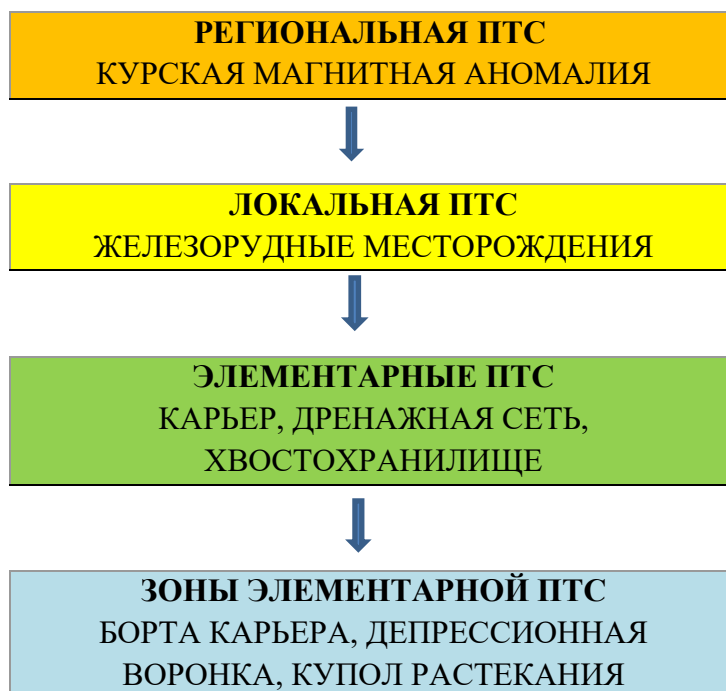 РЕГИОНАЛЬНАЯ ПТС
КУРСКАЯ МАГНИТНАЯ АНОМАЛИЯ
ЛОКАЛЬНАЯ ПТС
ЖЕЛЕЗОРУДНЫЕ МЕСТОРОЖДЕНИЯ
ЭЛЕМЕНТАРНЫЕ ПТС
КАРЬЕР, ДРЕНАЖНАЯ СЕТЬ,
ХВОСТОХРАНИЛИЩЕ
ЗОНЫ ЭЛЕМЕНТАРНОЙ ПТС
БОРТА КАРЬЕРА, ДЕПРЕССИОННАЯ
ВОРОНКА, КУПОЛ РАСТЕКАНИЯ